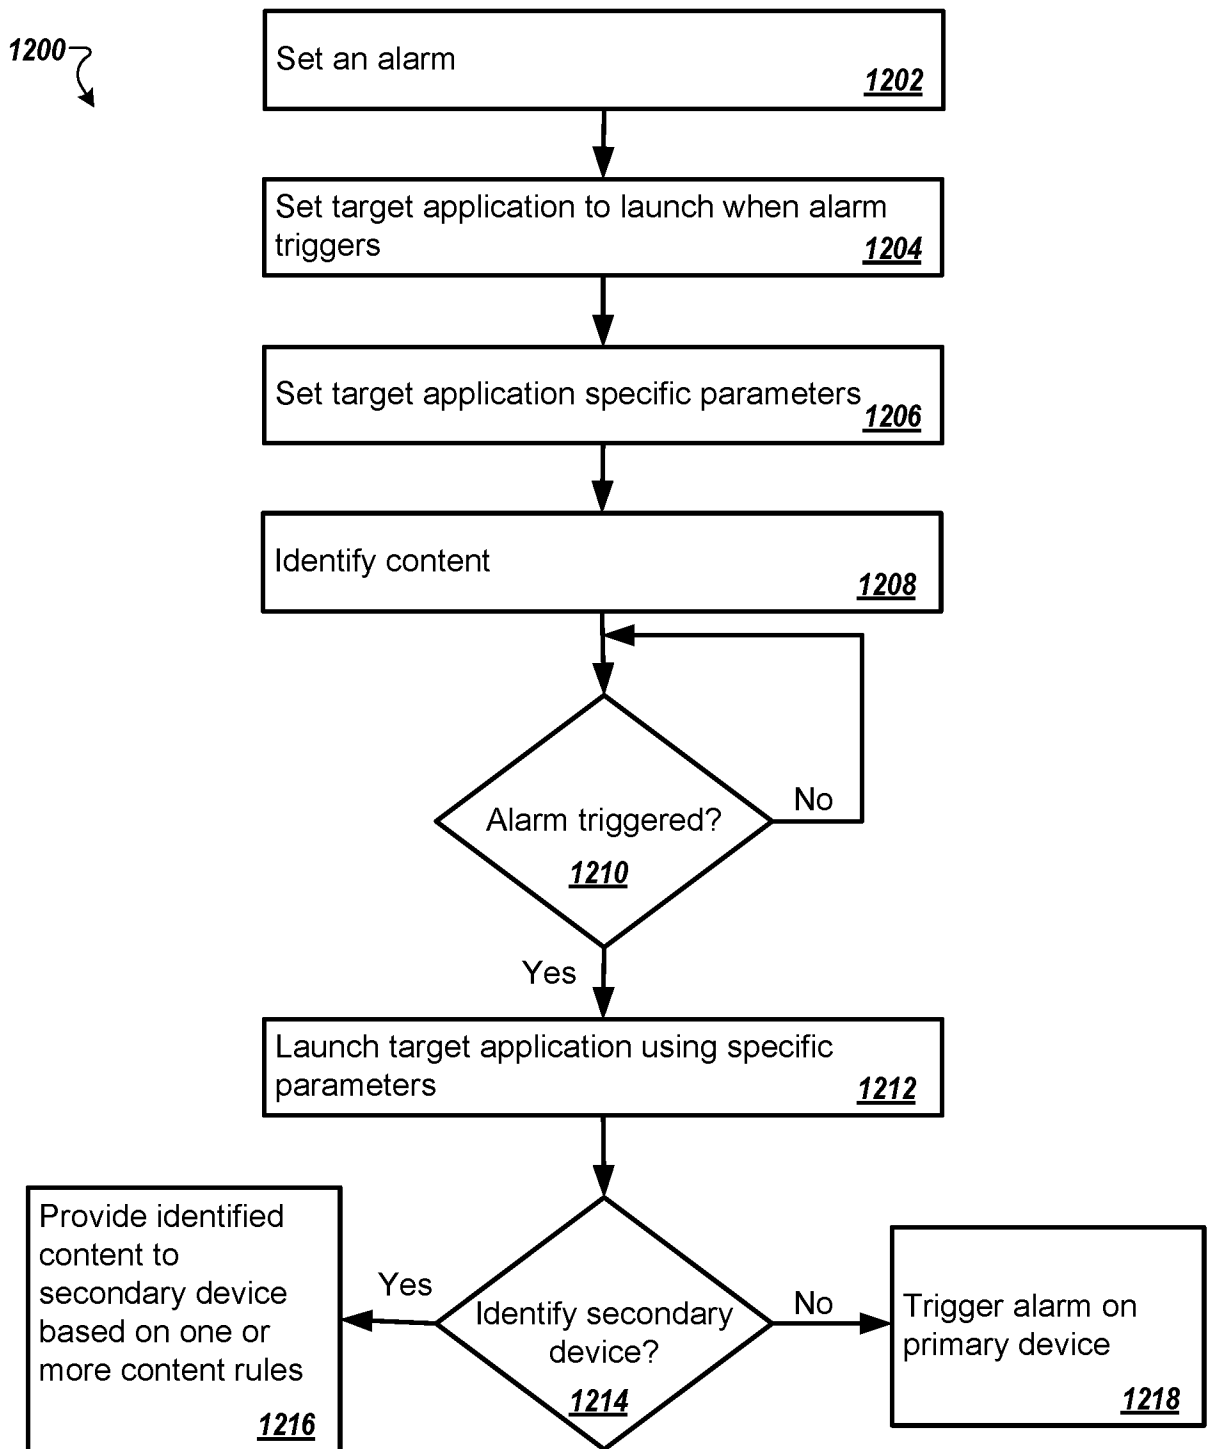 1200
Set an alarm
1202
Set target application to launch when alarm
triggers
1204
Set target application specific parameters
1206
Identify content
1208
No
Alarm triggered?
1210
Yes
Launch target application using specific
parameters
1212
Provide identified
content to
secondary device
based on one or
more content rules
1216
Yes
Identify secondary
device?
1214
No
Trigger alarm on
primary device
1218